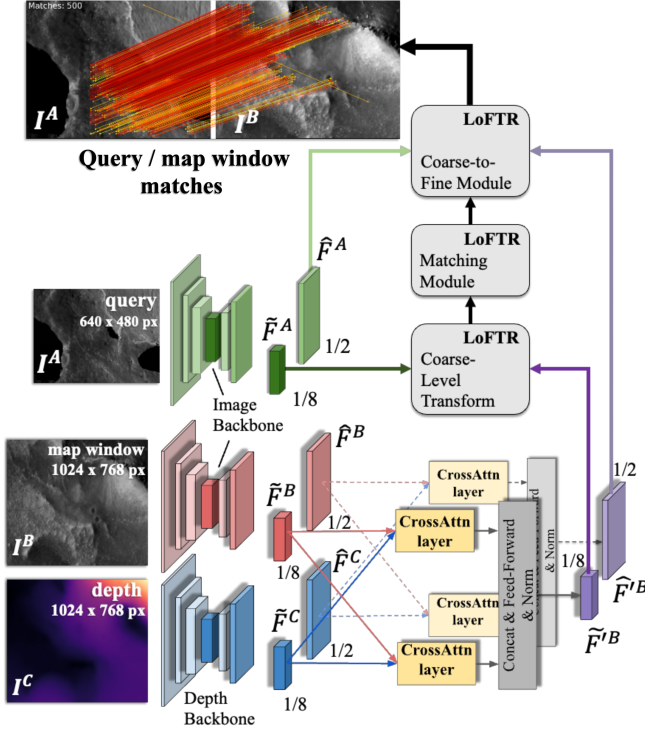 Matches: 500
I^A
I^B
Query / map window
matches
LoFTR
Coarse-to-
Fine Module
LoFTR
Matching
Module
LoFTR
Coarse-
Level
Transform
query
640 x 480 px
I^A
F̂^A
F̃^A
1/2
1/8
Image
Backbone
map window
1024 x 768 px
I^B
F̂^B
F̃^B
1/2
1/8
depth
1024 x 768 px
I^C
F̂^C
F̃^C
1/2
1/8
Depth
Backbone
CrossAttn
layer
CrossAttn
layer
CrossAttn
layer
CrossAttn
layer
Concat & Feed-Forward
& Norm
& Norm
1/2
1/8
F̂'^B
F̃'^B